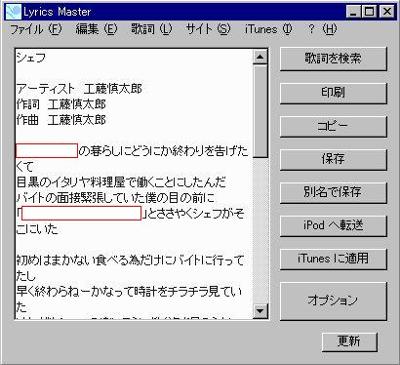 Lyrics Master
ファイル(F) 編集(E) 歌詞(L) サイト(S) iTunes(I) ?(H)
シェフ
アーティスト 工藤慎太郎
作詞 工藤慎太郎
作曲 工藤慎太郎
の暮らしにどうにか終わりを告げた
くて
目黒のイタリヤ料理屋で働くことにしたんだ
バイトの面接緊張していた僕の目の前に
「 」とささやくシェフがそ
こにいた
初めはまかない食べる為だけにバイトに行って
たし
早く終わらねーかなって時計をチラチラ見てい
た
歌詞を検索
印刷
コピー
保存
別名で保存
iPod へ転送
iTunes に適用
オプション
更新